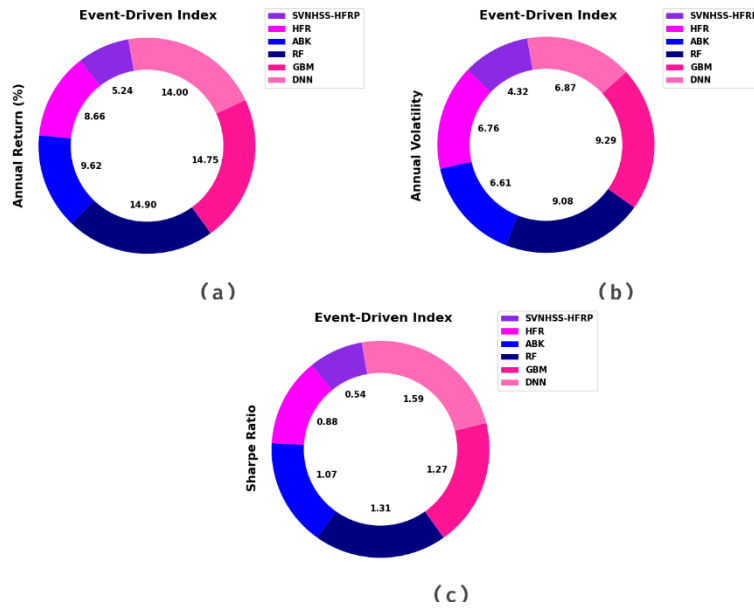 Event-Driven Index
SVNHSS-HFRP
HFR
ABK
RF
GBM
DNN
Annual Return (%)
5.24
14.00
8.66
14.75
9.62
14.90
(a)
Event-Driven Index
SVNHSS-HFRP
HFR
ABK
RF
GBM
DNN
Annual Volatility
4.32
6.87
6.76
9.29
6.61
9.08
(b)
Event-Driven Index
SVNHSS-HFRP
HFR
ABK
RF
GBM
DNN
Sharpe Ratio
0.54
1.59
0.88
1.27
1.07
1.31
(c)